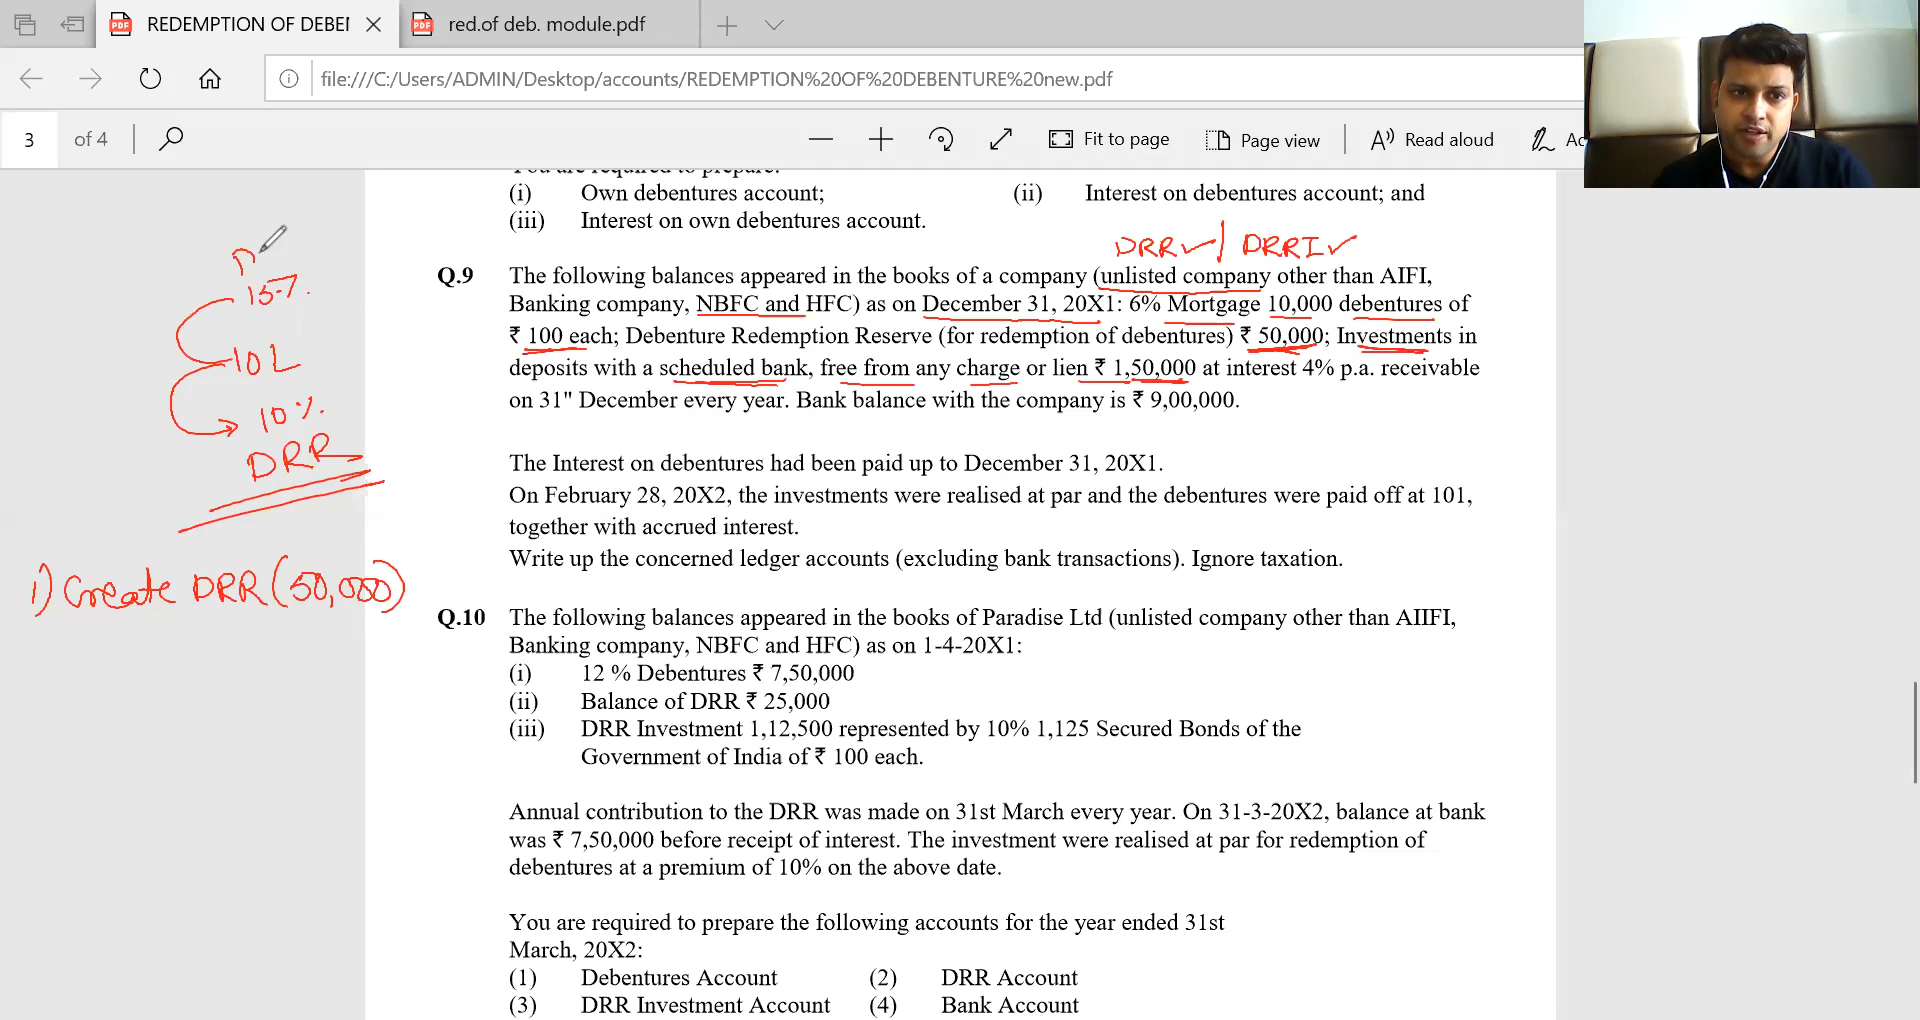 REDEMPTION OF DEBEN
red.of deb. module.pdf
file:///C:/Users/ADMIN/Desktop/accounts/REDEMPTION%20OF%20DEBENTURE%20new.pdf
3 of 4
Fit to page
Page view
Read aloud
You are required to prepare:
(i) Own debentures account; (ii) Interest on debentures account; and
(iii) Interest on own debentures account.
DRR ✓ / DRRI ✓
Q.9 The following balances appeared in the books of a company (unlisted company other than AIFI,
Banking company, NBFC and HFC) as on December 31, 20X1: 6% Mortgage 10,000 debentures of
₹ 100 each; Debenture Redemption Reserve (for redemption of debentures) ₹ 50,000; Investments in
deposits with a scheduled bank, free from any charge or lien ₹ 1,50,000 at interest 4% p.a. receivable
on 31" December every year. Bank balance with the company is ₹ 9,00,000.
15%.
10L
10%.
DRR
The Interest on debentures had been paid up to December 31, 20X1.
On February 28, 20X2, the investments were realised at par and the debentures were paid off at 101,
together with accrued interest.
Write up the concerned ledger accounts (excluding bank transactions). Ignore taxation.
1) Create DRR (50,000)
Q.10 The following balances appeared in the books of Paradise Ltd (unlisted company other than AIIFI,
Banking company, NBFC and HFC) as on 1-4-20X1:
(i) 12 % Debentures ₹ 7,50,000
(ii) Balance of DRR ₹ 25,000
(iii) DRR Investment 1,12,500 represented by 10% 1,125 Secured Bonds of the
Government of India of ₹ 100 each.
Annual contribution to the DRR was made on 31st March every year. On 31-3-20X2, balance at bank
was ₹ 7,50,000 before receipt of interest. The investment were realised at par for redemption of
debentures at a premium of 10% on the above date.
You are required to prepare the following accounts for the year ended 31st
March, 20X2:
(1) Debentures Account (2) DRR Account
(3) DRR Investment Account (4) Bank Account